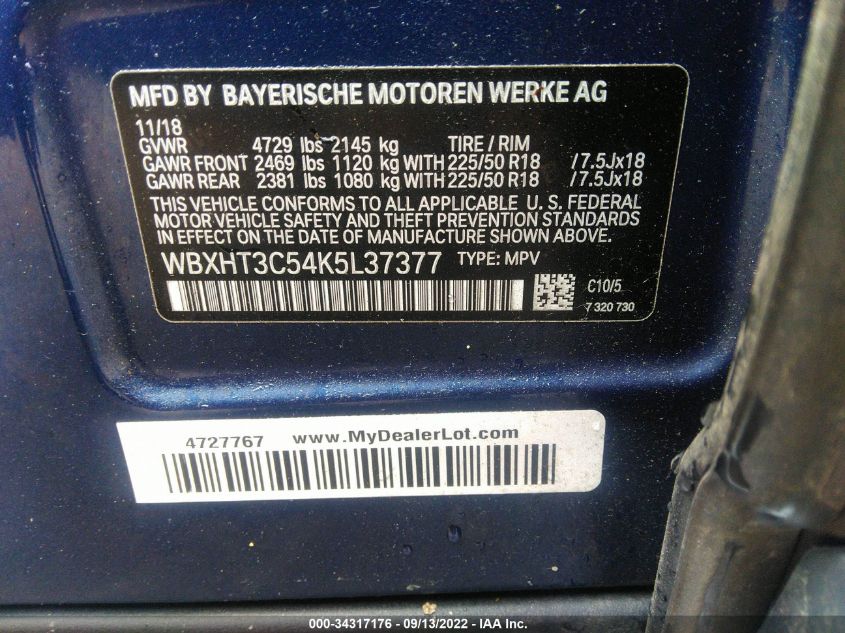 MFD BY BAYERISCHE MOTOREN WERKE AG
11/18
GVWR 4729 lbs 2145 kg TIRE / RIM
GAWR FRONT 2469 lbs 1120 kg WITH 225/50 R18 /7.5Jx18
GAWR REAR 2381 lbs 1080 kg WITH 225/50 R18 /7.5Jx18
THIS VEHICLE CONFORMS TO ALL APPLICABLE U. S. FEDERAL
MOTOR VEHICLE SAFETY AND THEFT PREVENTION STANDARDS
IN EFFECT ON THE DATE OF MANUFACTURE SHOWN ABOVE.
WBXHT3C54K5L37377 TYPE: MPV
C10/5
7 320 730
4727767 www.MyDealerLot.com
000-34317176 - 09/13/2022 - IAA Inc.